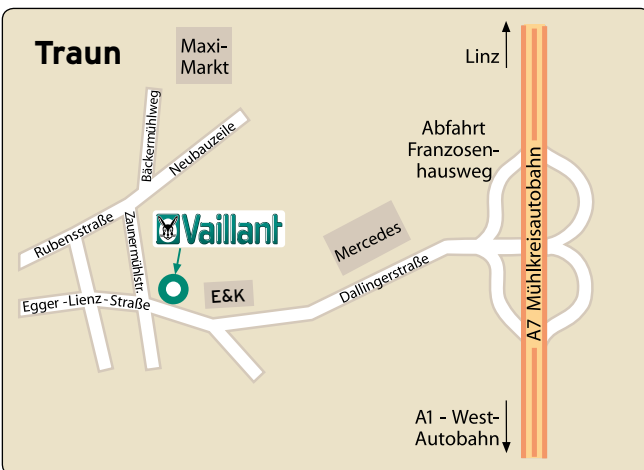 Traun
Maxi-
Markt
Linz
Bäckermühlweg
Neubauzeile
Abfahrt
Franzosen-
hausweg
Rubensstraße
Zaunermühlstr.
Vaillant
Mercedes
E&K
Dallingerstraße
Egger-Lienz-Straße
A7 Mühlkreisautobahn
A1 - West-
Autobahn